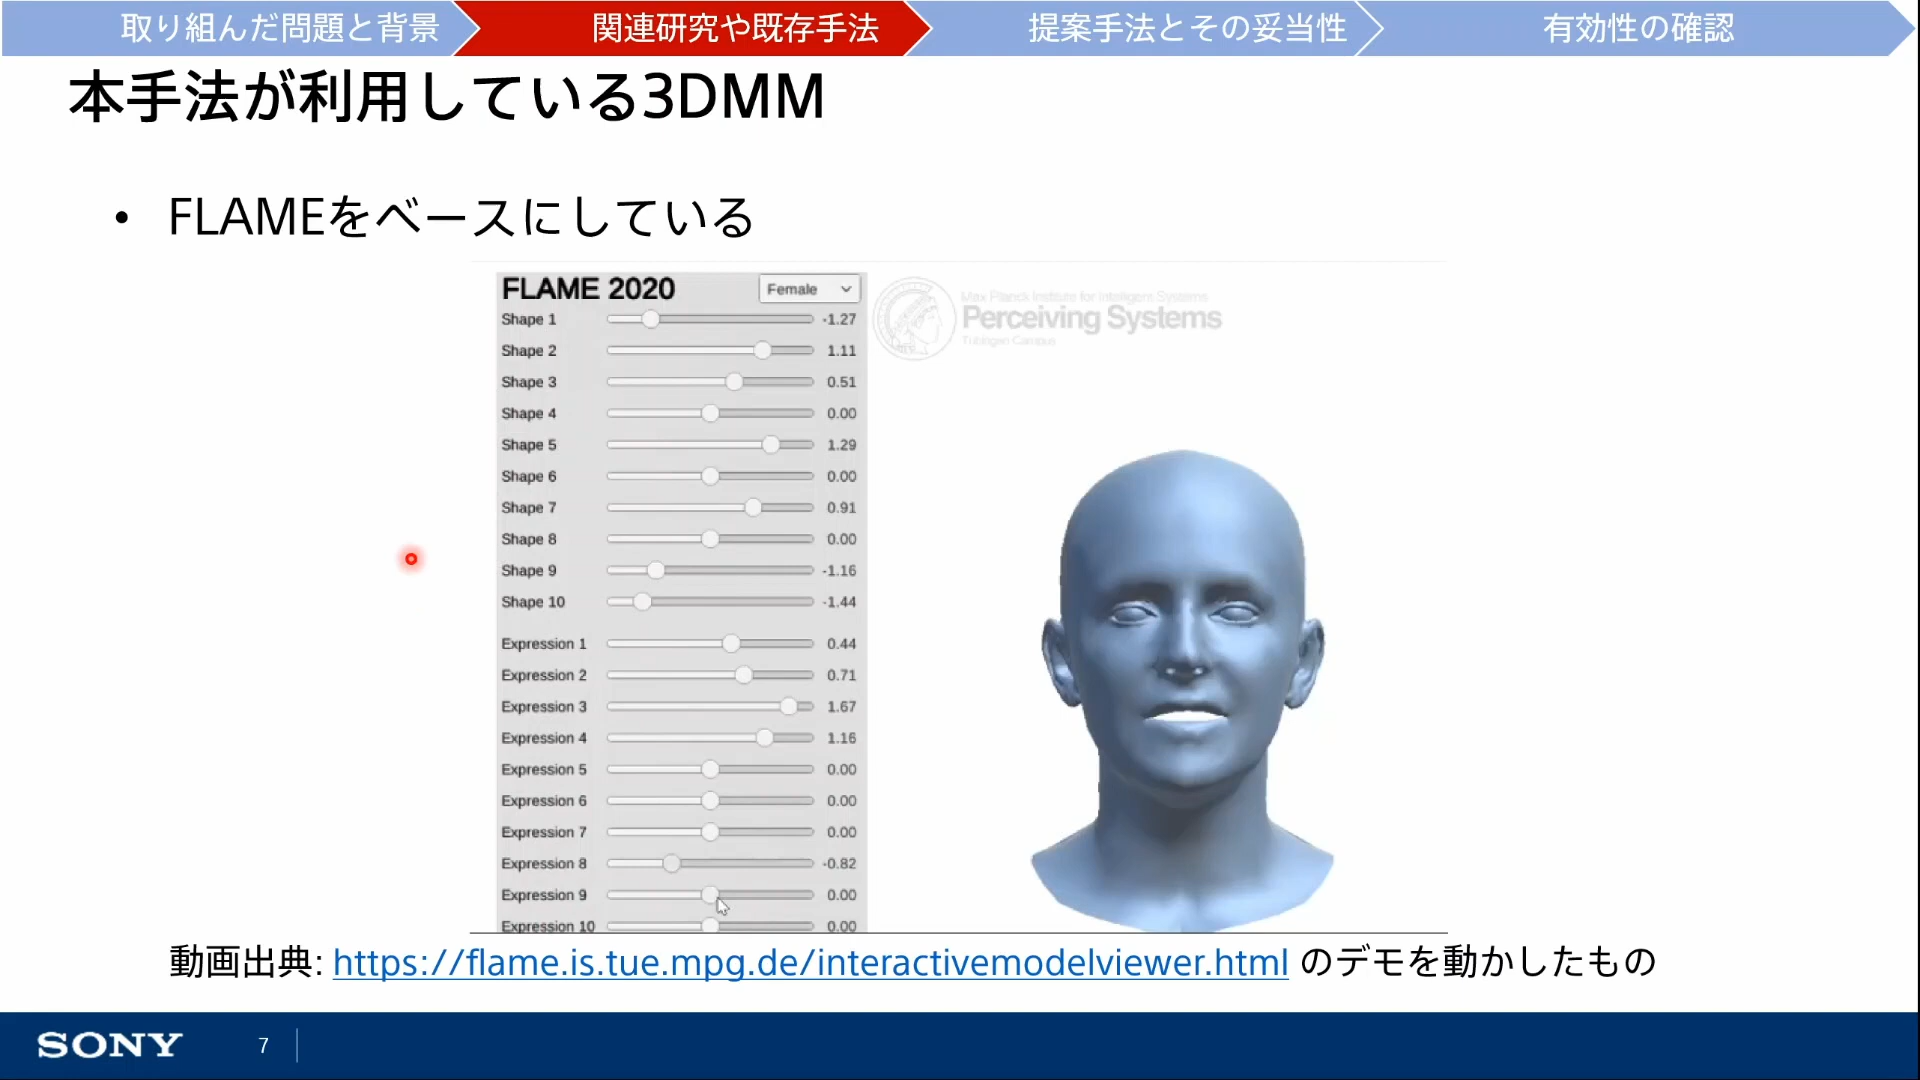 取り組んだ問題と背景
関連研究や既存手法
提案手法とその妥当性
有効性の確認
本手法が利用している3DMM
• FLAMEをベースにしている
FLAME 2020
Female
Shape 1 -1.27
Shape 2 1.11
Shape 3 0.51
Shape 4 0.00
Shape 5 1.29
Shape 6 0.00
Shape 7 0.91
Shape 8 0.00
Shape 9 -1.16
Shape 10 -1.44
Expression 1 0.44
Expression 2 0.71
Expression 3 1.67
Expression 4 1.16
Expression 5 0.00
Expression 6 0.00
Expression 7 0.00
Expression 8 -0.82
Expression 9 0.00
Expression 10 0.00
Max Planck Institute for Intelligent Systems
Perceiving Systems
Tübingen Campus
動画出典: https://flame.is.tue.mpg.de/interactivemodelviewer.html のデモを動かしたもの
SONY
7